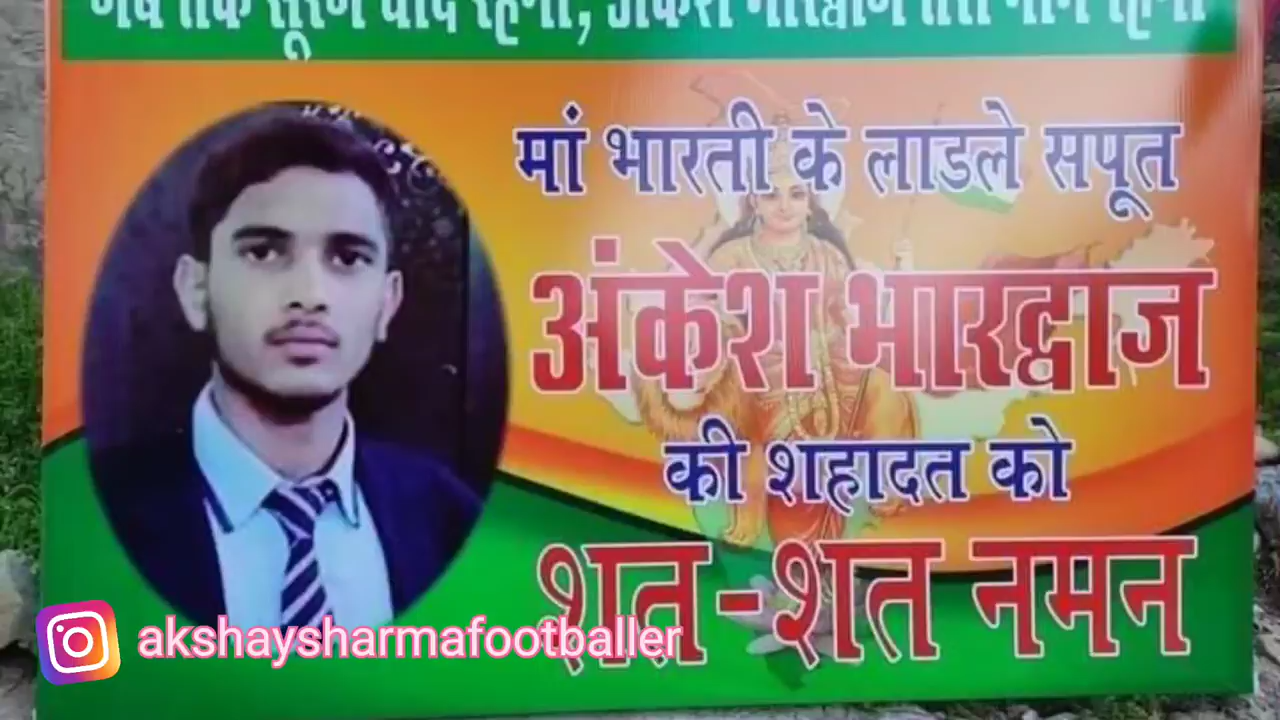 मां भारती के लाडले सपूत
अंकेश भारद्वाज
की शहादत को
शत-शत नमन
akshaysharmafootballer